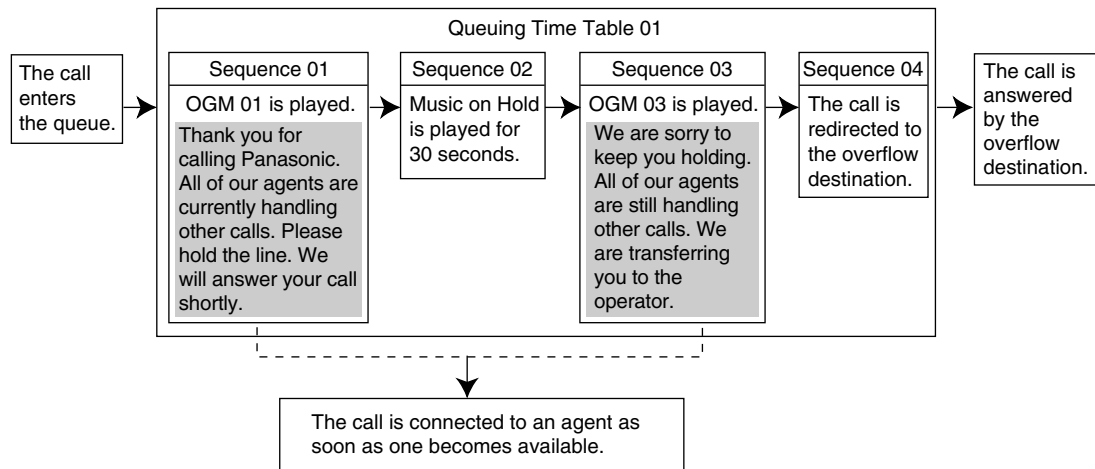 Queuing Time Table 01
The call
enters
the queue.
Sequence 01
OGM 01 is played.
Thank you for
calling Panasonic.
All of our agents are
currently handling
other calls. Please
hold the line. We
will answer your call
shortly.
Sequence 02
Music on Hold
is played for
30 seconds.
Sequence 03
OGM 03 is played.
We are sorry to
keep you holding.
All of our agents
are still handling
other calls. We
are transferring
you to the
operator.
Sequence 04
The call is
redirected to
the overflow
destination.
The call is
answered
by the
overflow
destination.
The call is connected to an agent as
soon as one becomes available.